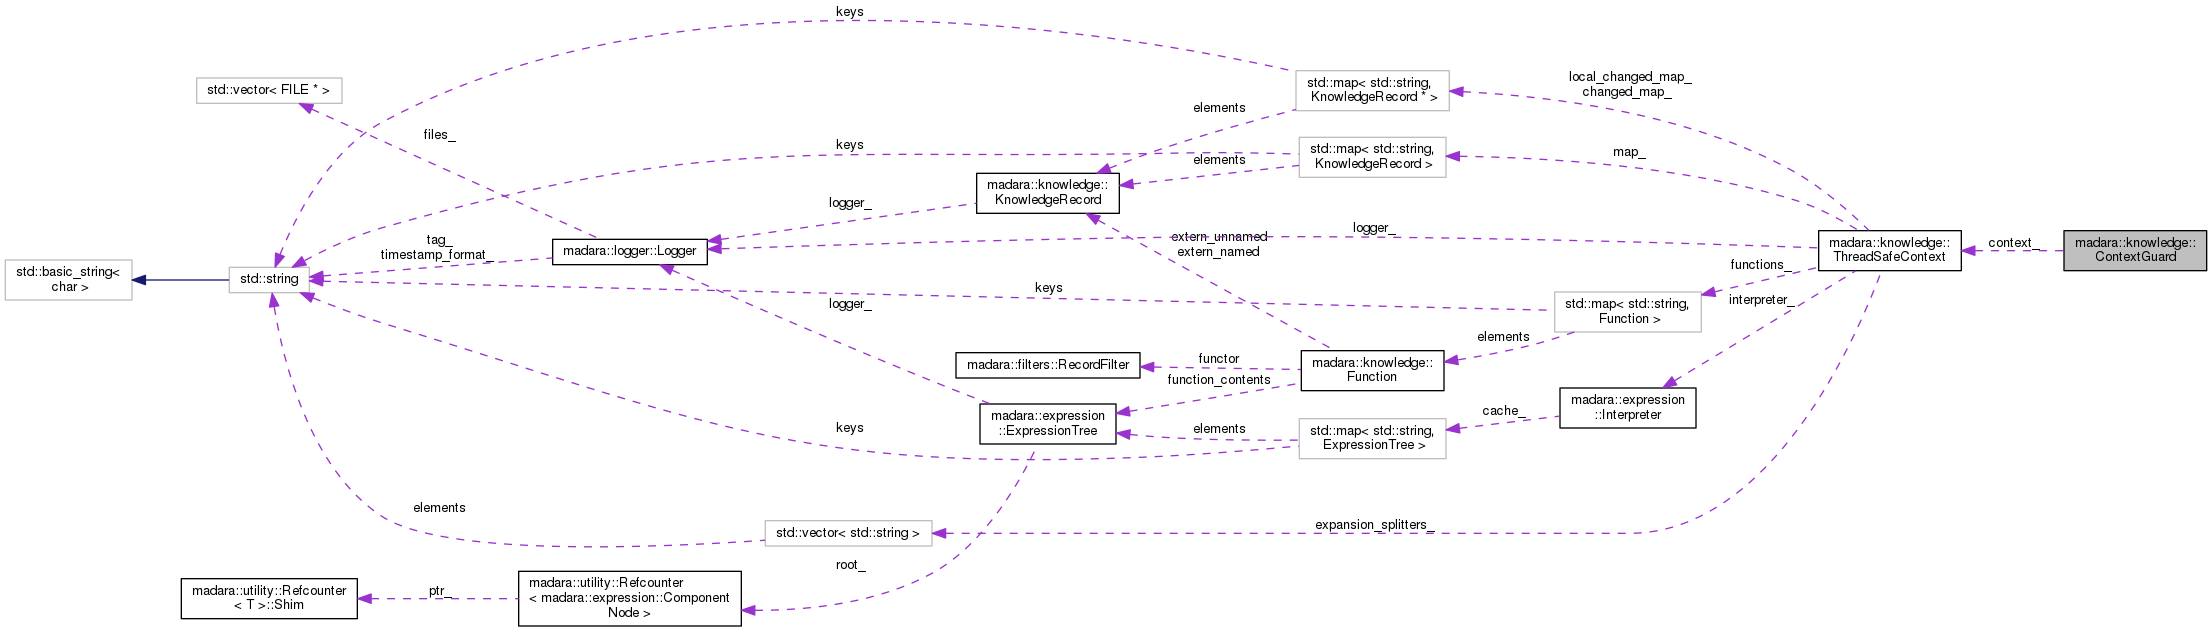 keys
std::vector< FILE * >
files_
std::map< std::string,
KnowledgeRecord * >
local_changed_map_
changed_map_
elements
keys
std::map< std::string,
KnowledgeRecord >
map_
elements
madara::knowledge::
KnowledgeRecord
logger_
tag_
timestamp_format_
madara::logger::Logger
extern_unnamed
extern_named
logger_
madara::knowledge::
ThreadSafeContext
context_
madara::knowledge::
ContextGuard
std::basic_string<
char >
std::string
keys
functions_
interpreter_
std::map< std::string,
Function >
logger_
elements
madara::filters::RecordFilter
functor
function_contents
madara::knowledge::
Function
madara::expression
::Interpreter
madara::expression
::ExpressionTree
cache_
keys
elements
std::map< std::string,
ExpressionTree >
elements
std::vector< std::string >
expansion_splitters_
root_
madara::utility::Refcounter
< T >::Shim
ptr_
madara::utility::Refcounter
< madara::expression::Component
Node >